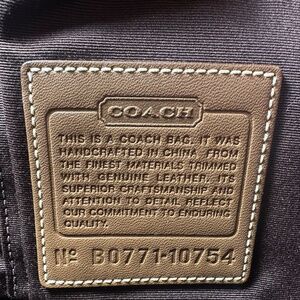 COACH
THIS IS A COACH BAG. IT WAS
HANDCRAFTED IN CHINA FROM
THE FINEST MATERIALS TRIMMED
WITH GENUINE LEATHER. ITS
SUPERIOR CRAFTSMANSHIP AND
ATTENTION TO DETAIL REFLECT
OUR COMMITMENT TO ENDURING
QUALITY.
Nº B0771-10754